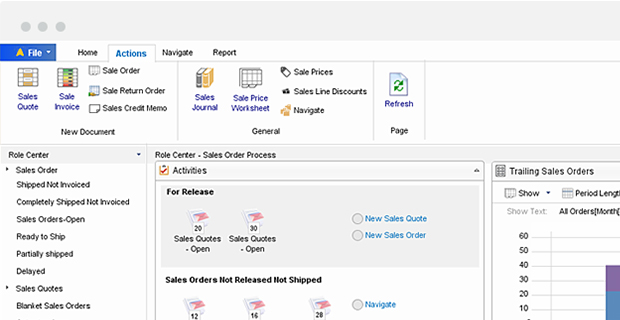 File
Home
Actions
Navigate
Report
Sales Quote
Sale Invoice
Sale Order
Sale Return Order
Sales Credit Memo
New Document
Sales Journal
Sale Price Worksheet
Sale Prices
Sales Line Discounts
Navigate
General
Refresh
Page
Role Center
Sales Order
Shipped Not Invoiced
Completely Shipped Not Invoiced
Sales Orders-Open
Ready to Ship
Partially shipped
Delayed
Sales Quotes
Blanket Sales Orders
Role Center - Sales Order Process
Activities
For Release
20
Sales Quotes
- Open
30
Sales Quotes
- Open
New Sales Quote
New Sales Order
Sales Orders Not Released Not Shipped
12
16
28
Navigate
Trailing Sales Orders
Show
Period Length
Show Text:
All Orders[Month]
60
50
40
30
20